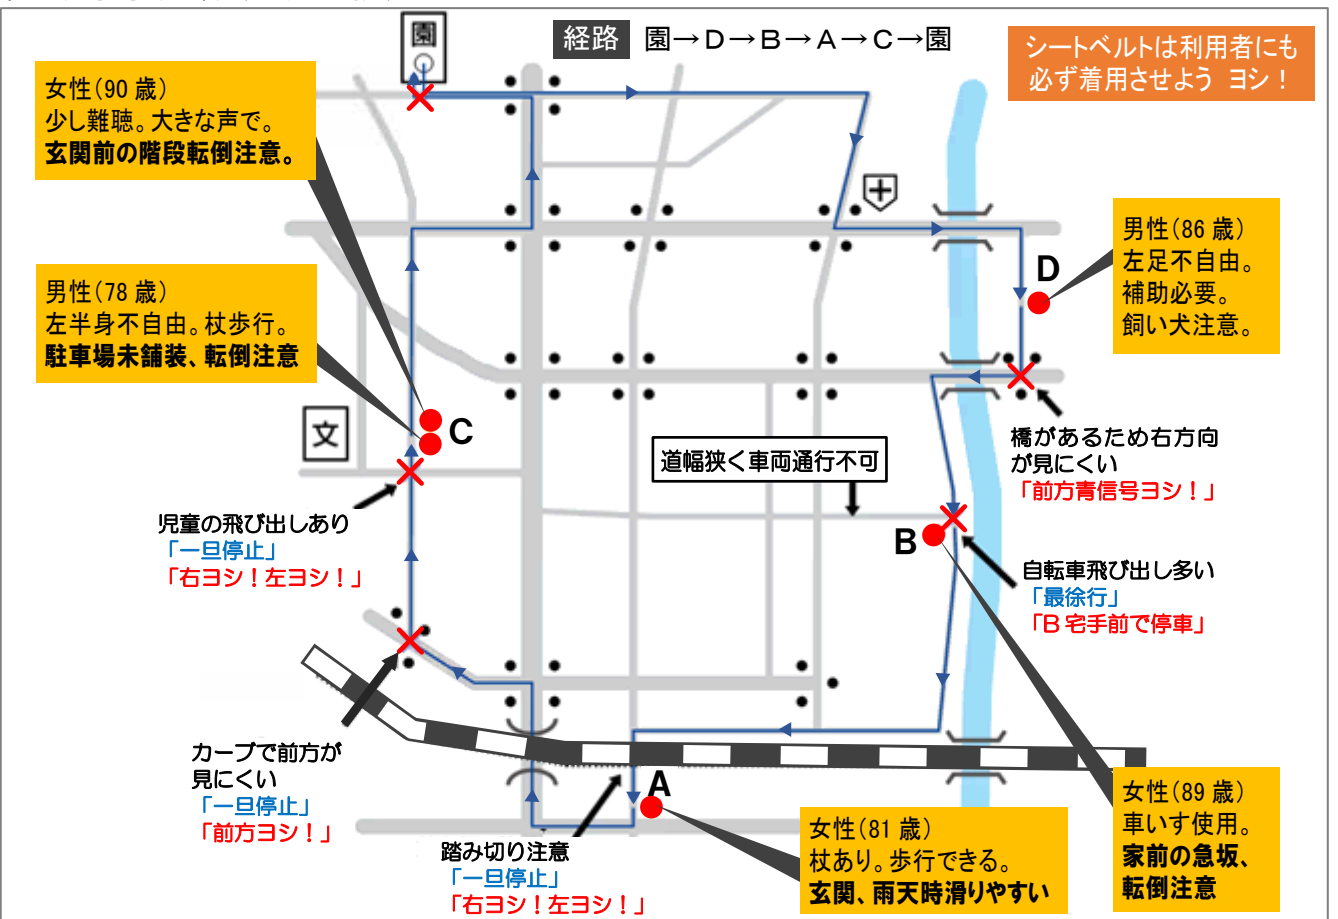 園
経路 園→D→B→A→C→園
シートベルトは利用者にも
必ず着用させよう ヨシ！
女性(90 歳)
少し難聴。大きな声で。
玄関前の階段転倒注意。
男性(78 歳)
左半身不自由。杖歩行。
駐車場未舗装、転倒注意
男性(86 歳)
左足不自由。
補助必要。
飼い犬注意。
D
C
文
道幅狭く車両通行不可
橋があるため右方向
が見にくい
「前方青信号ヨシ！」
児童の飛び出しあり
「一旦停止」
「右ヨシ！左ヨシ！」
B
自転車飛び出し多い
「最徐行」
「B 宅手前で停車」
カーブで前方が
見にくい
「一旦停止」
「前方ヨシ！」
A
踏み切り注意
「一旦停止」
「右ヨシ！左ヨシ！」
女性(81 歳)
杖あり。歩行できる。
玄関、雨天時滑りやすい
女性(89 歳)
車いす使用。
家前の急坂、
転倒注意